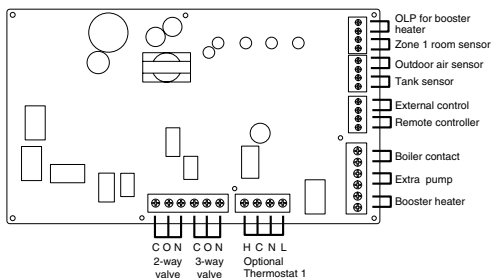 OLP for booster
heater
Zone 1 room sensor
Outdoor air sensor
Tank sensor
External control
Remote controller
Boiler contact
Extra pump
Booster heater
C O N C O N H C N L
2-way
valve
3-way
valve
Optional
Thermostat 1